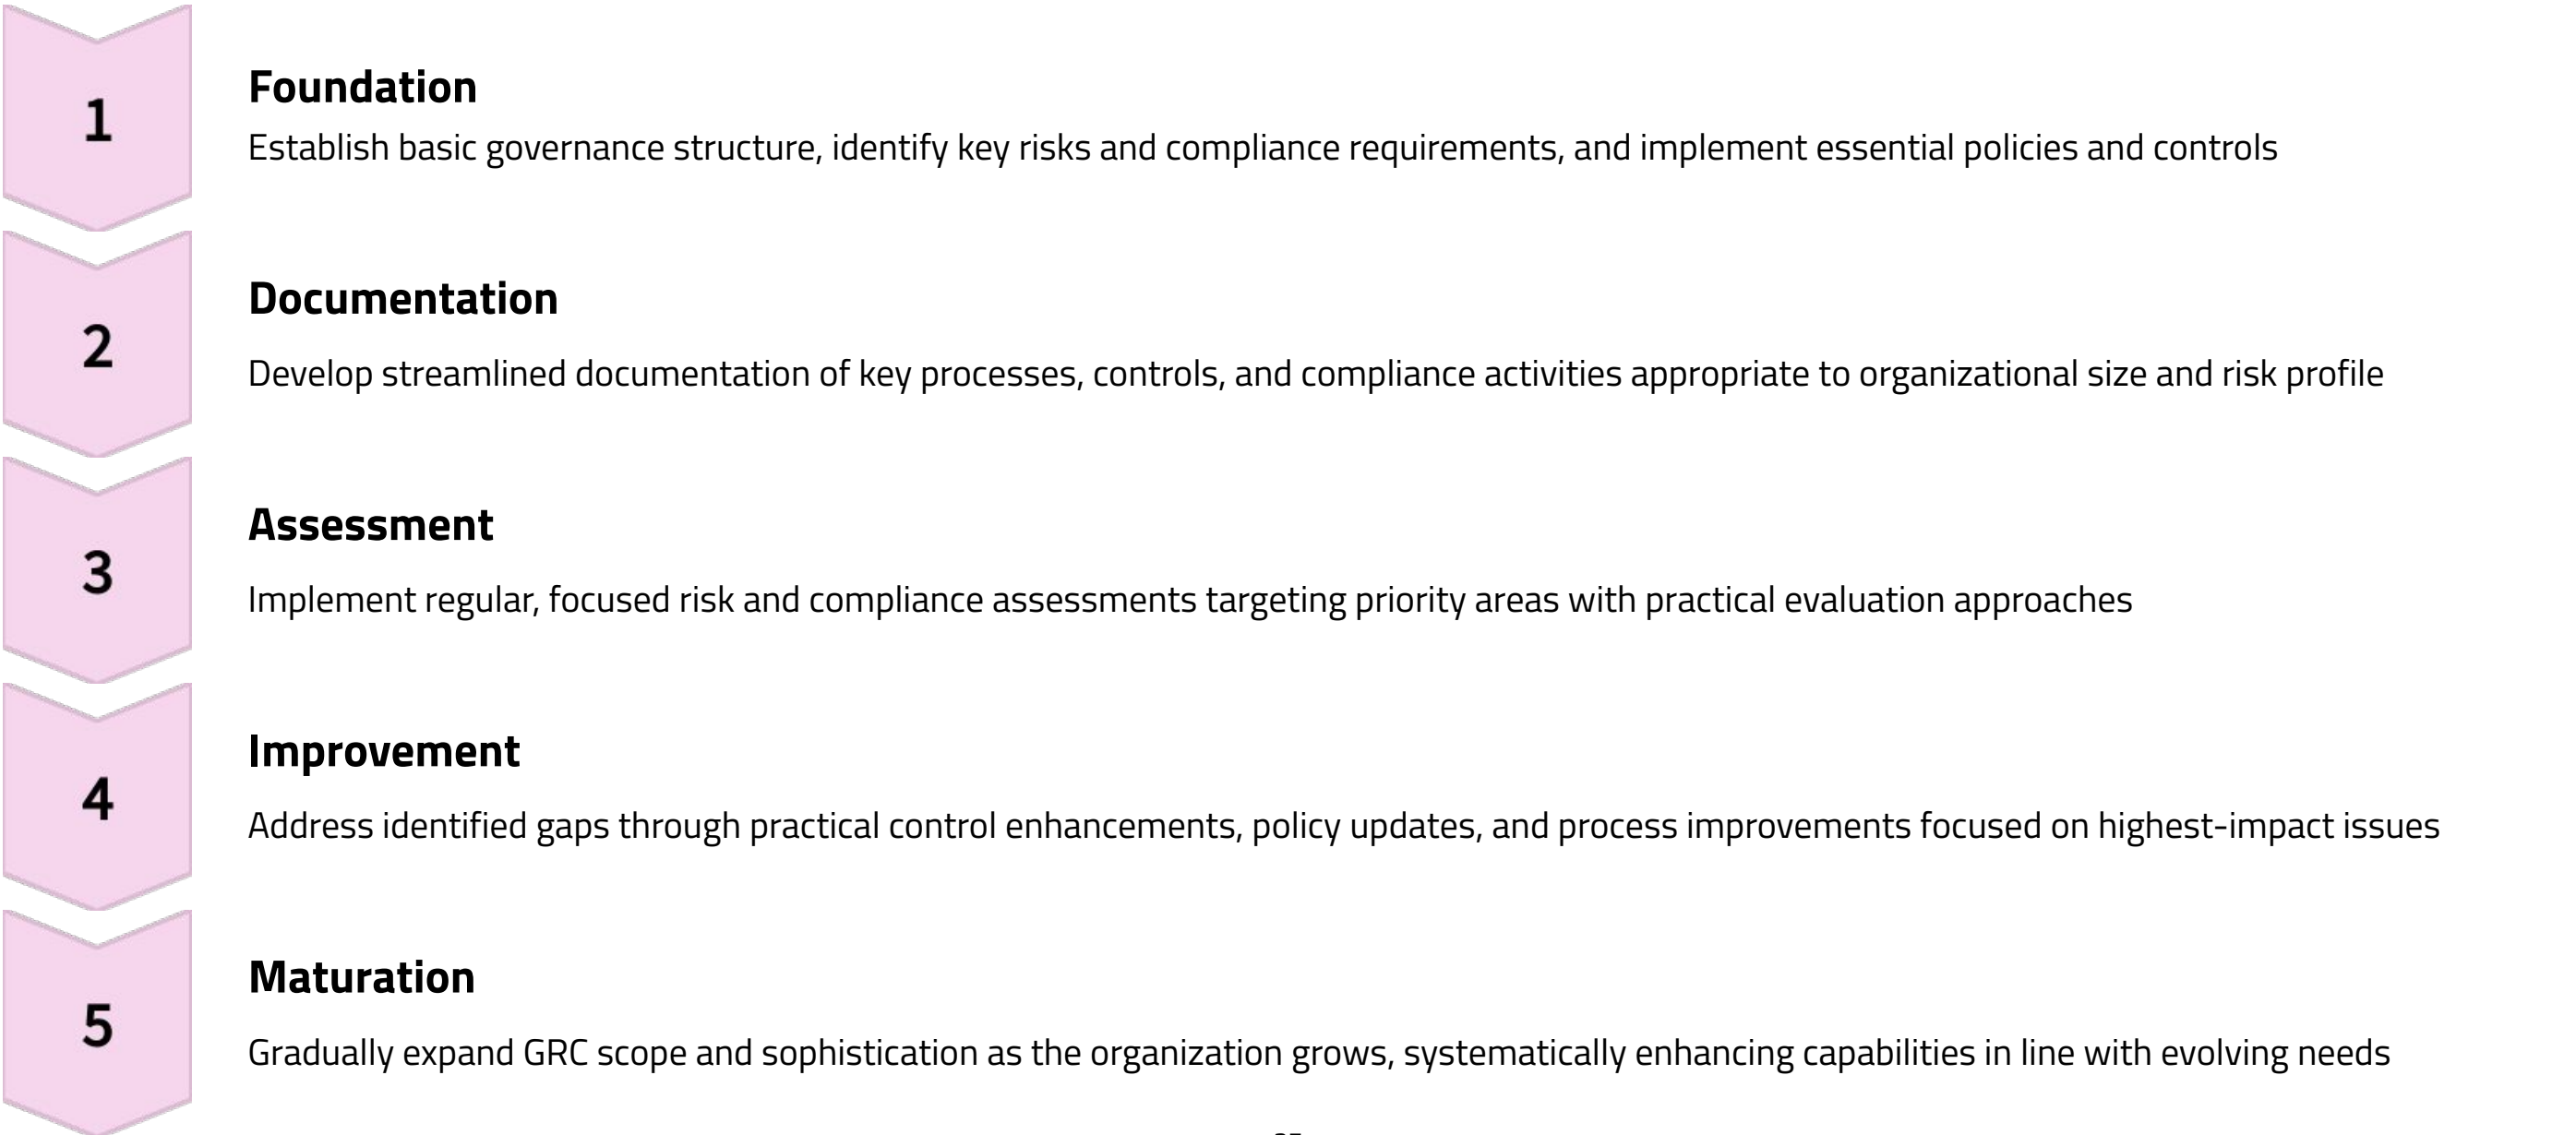 1
Foundation
Establish basic governance structure, identify key risks and compliance requirements, and implement essential policies and controls
2
Documentation
Develop streamlined documentation of key processes, controls, and compliance activities appropriate to organizational size and risk profile
3
Assessment
Implement regular, focused risk and compliance assessments targeting priority areas with practical evaluation approaches
4
Improvement
Address identified gaps through practical control enhancements, policy updates, and process improvements focused on highest-impact issues
5
Maturation
Gradually expand GRC scope and sophistication as the organization grows, systematically enhancing capabilities in line with evolving needs